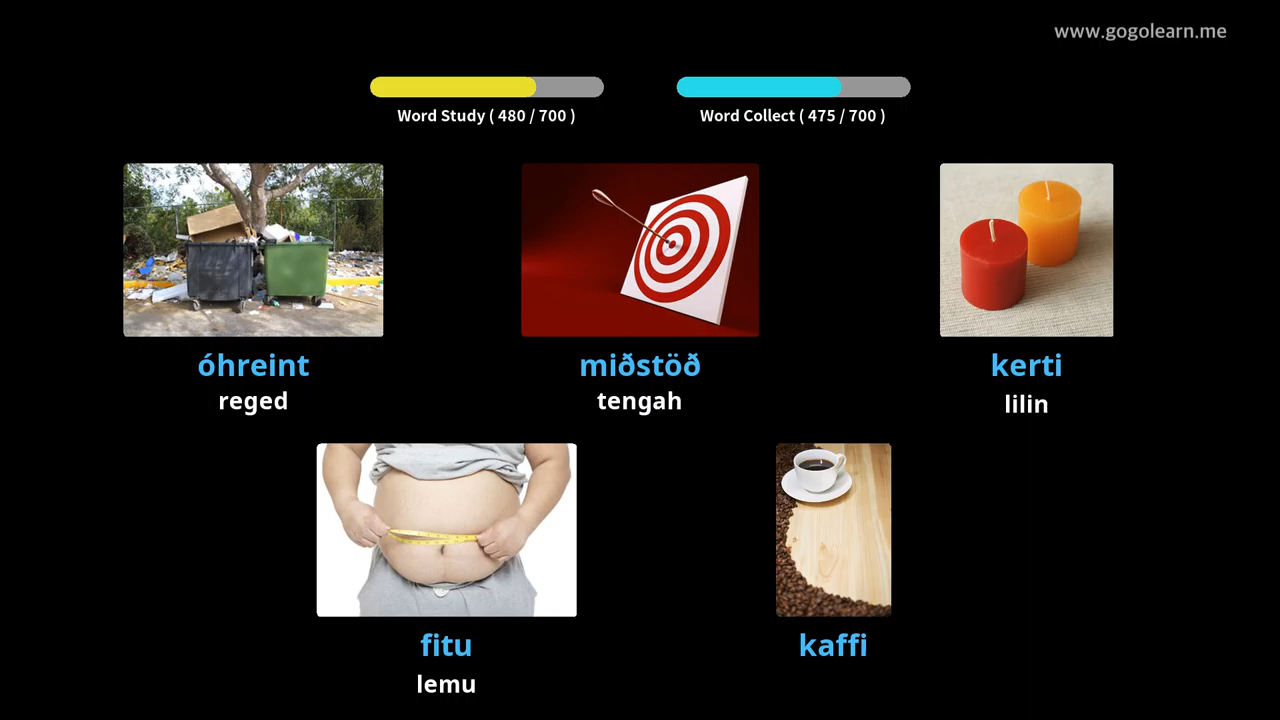 www.gogolearn.me
Word Study ( 480 / 700 )
Word Collect ( 475 / 700 )
óhreint
reged
miðstöð
tengah
kerti
lilin
fitu
lemu
kaffi